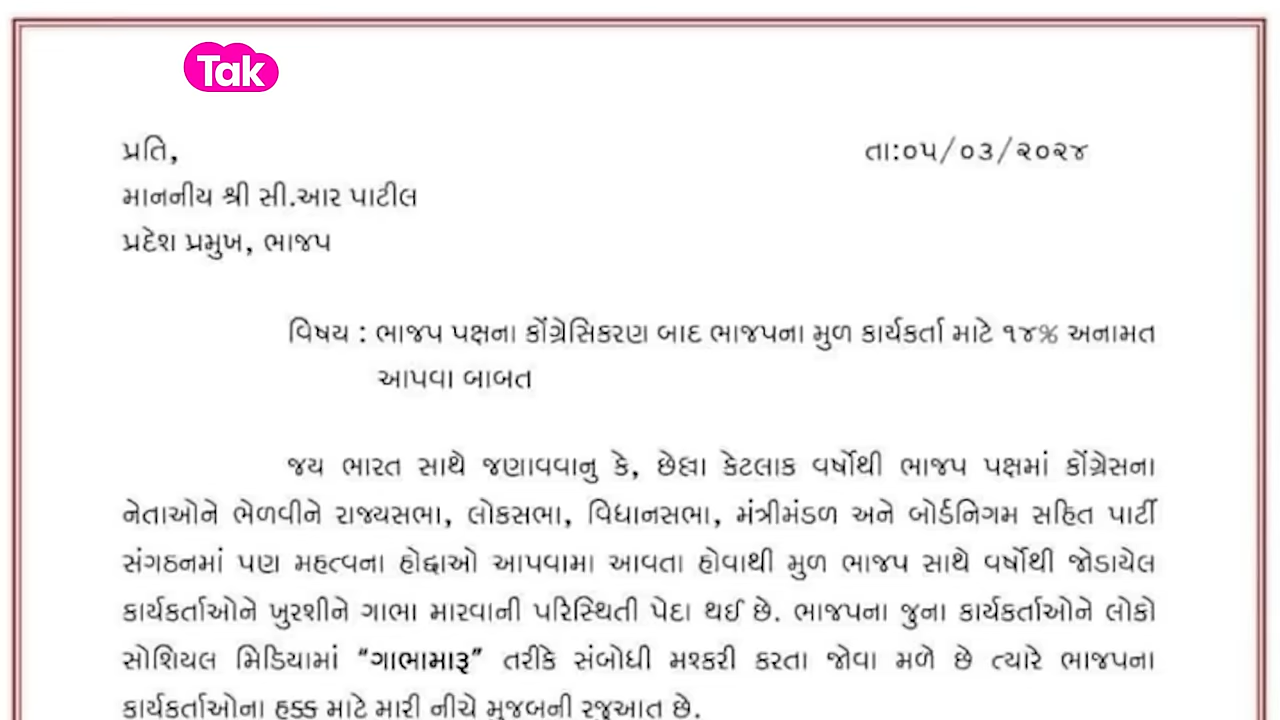 Tak
પ્રતિ,
તા:૦૫/૦૩/૨૦૨૪
માનનીય શ્રી સી.આર પાટીલ
પ્રદેશ પ્રમુખ, ભાજપ
વિષય : ભાજપ પક્ષના કોંગ્રેસિકરણ બાદ ભાજપના મુળ કાર્યકર્તા માટે ૧૪% અનામત
આપવા બાબત
જય ભારત સાથે જણાવવાનુ કે, છેલ્લા કેટલાક વર્ષોથી ભાજપ પક્ષમાં કોંગ્રેસના
નેતાઓને ભેળવીને રાજ્યસભા, લોકસભા, વિધાનસભા, મંત્રીમંડળ અને બોર્ડનિગમ સહિત પાર્ટી
સંગઠનમાં પણ મહત્વના હોદ્દાઓ આપવામા આવતા હોવાથી મુળ ભાજપ સાથે વર્ષોથી જોડાયેલ
કાર્યકર્તાઓને ખુરશીને ગાભા મારવાની પરિસ્થિતી પેદા થઈ છે. ભાજપના જુના કાર્યકર્તાઓને લોકો
સોશિયલ મિડિયામાં "ગાભામારૂ" તરીકે સંબોધી મશ્કરી કરતા જોવા મળે છે ત્યારે ભાજપના
કાર્યકર્તાઓના હક્ક માટે મારી નીચે મુજબની રજૂઆત છે.